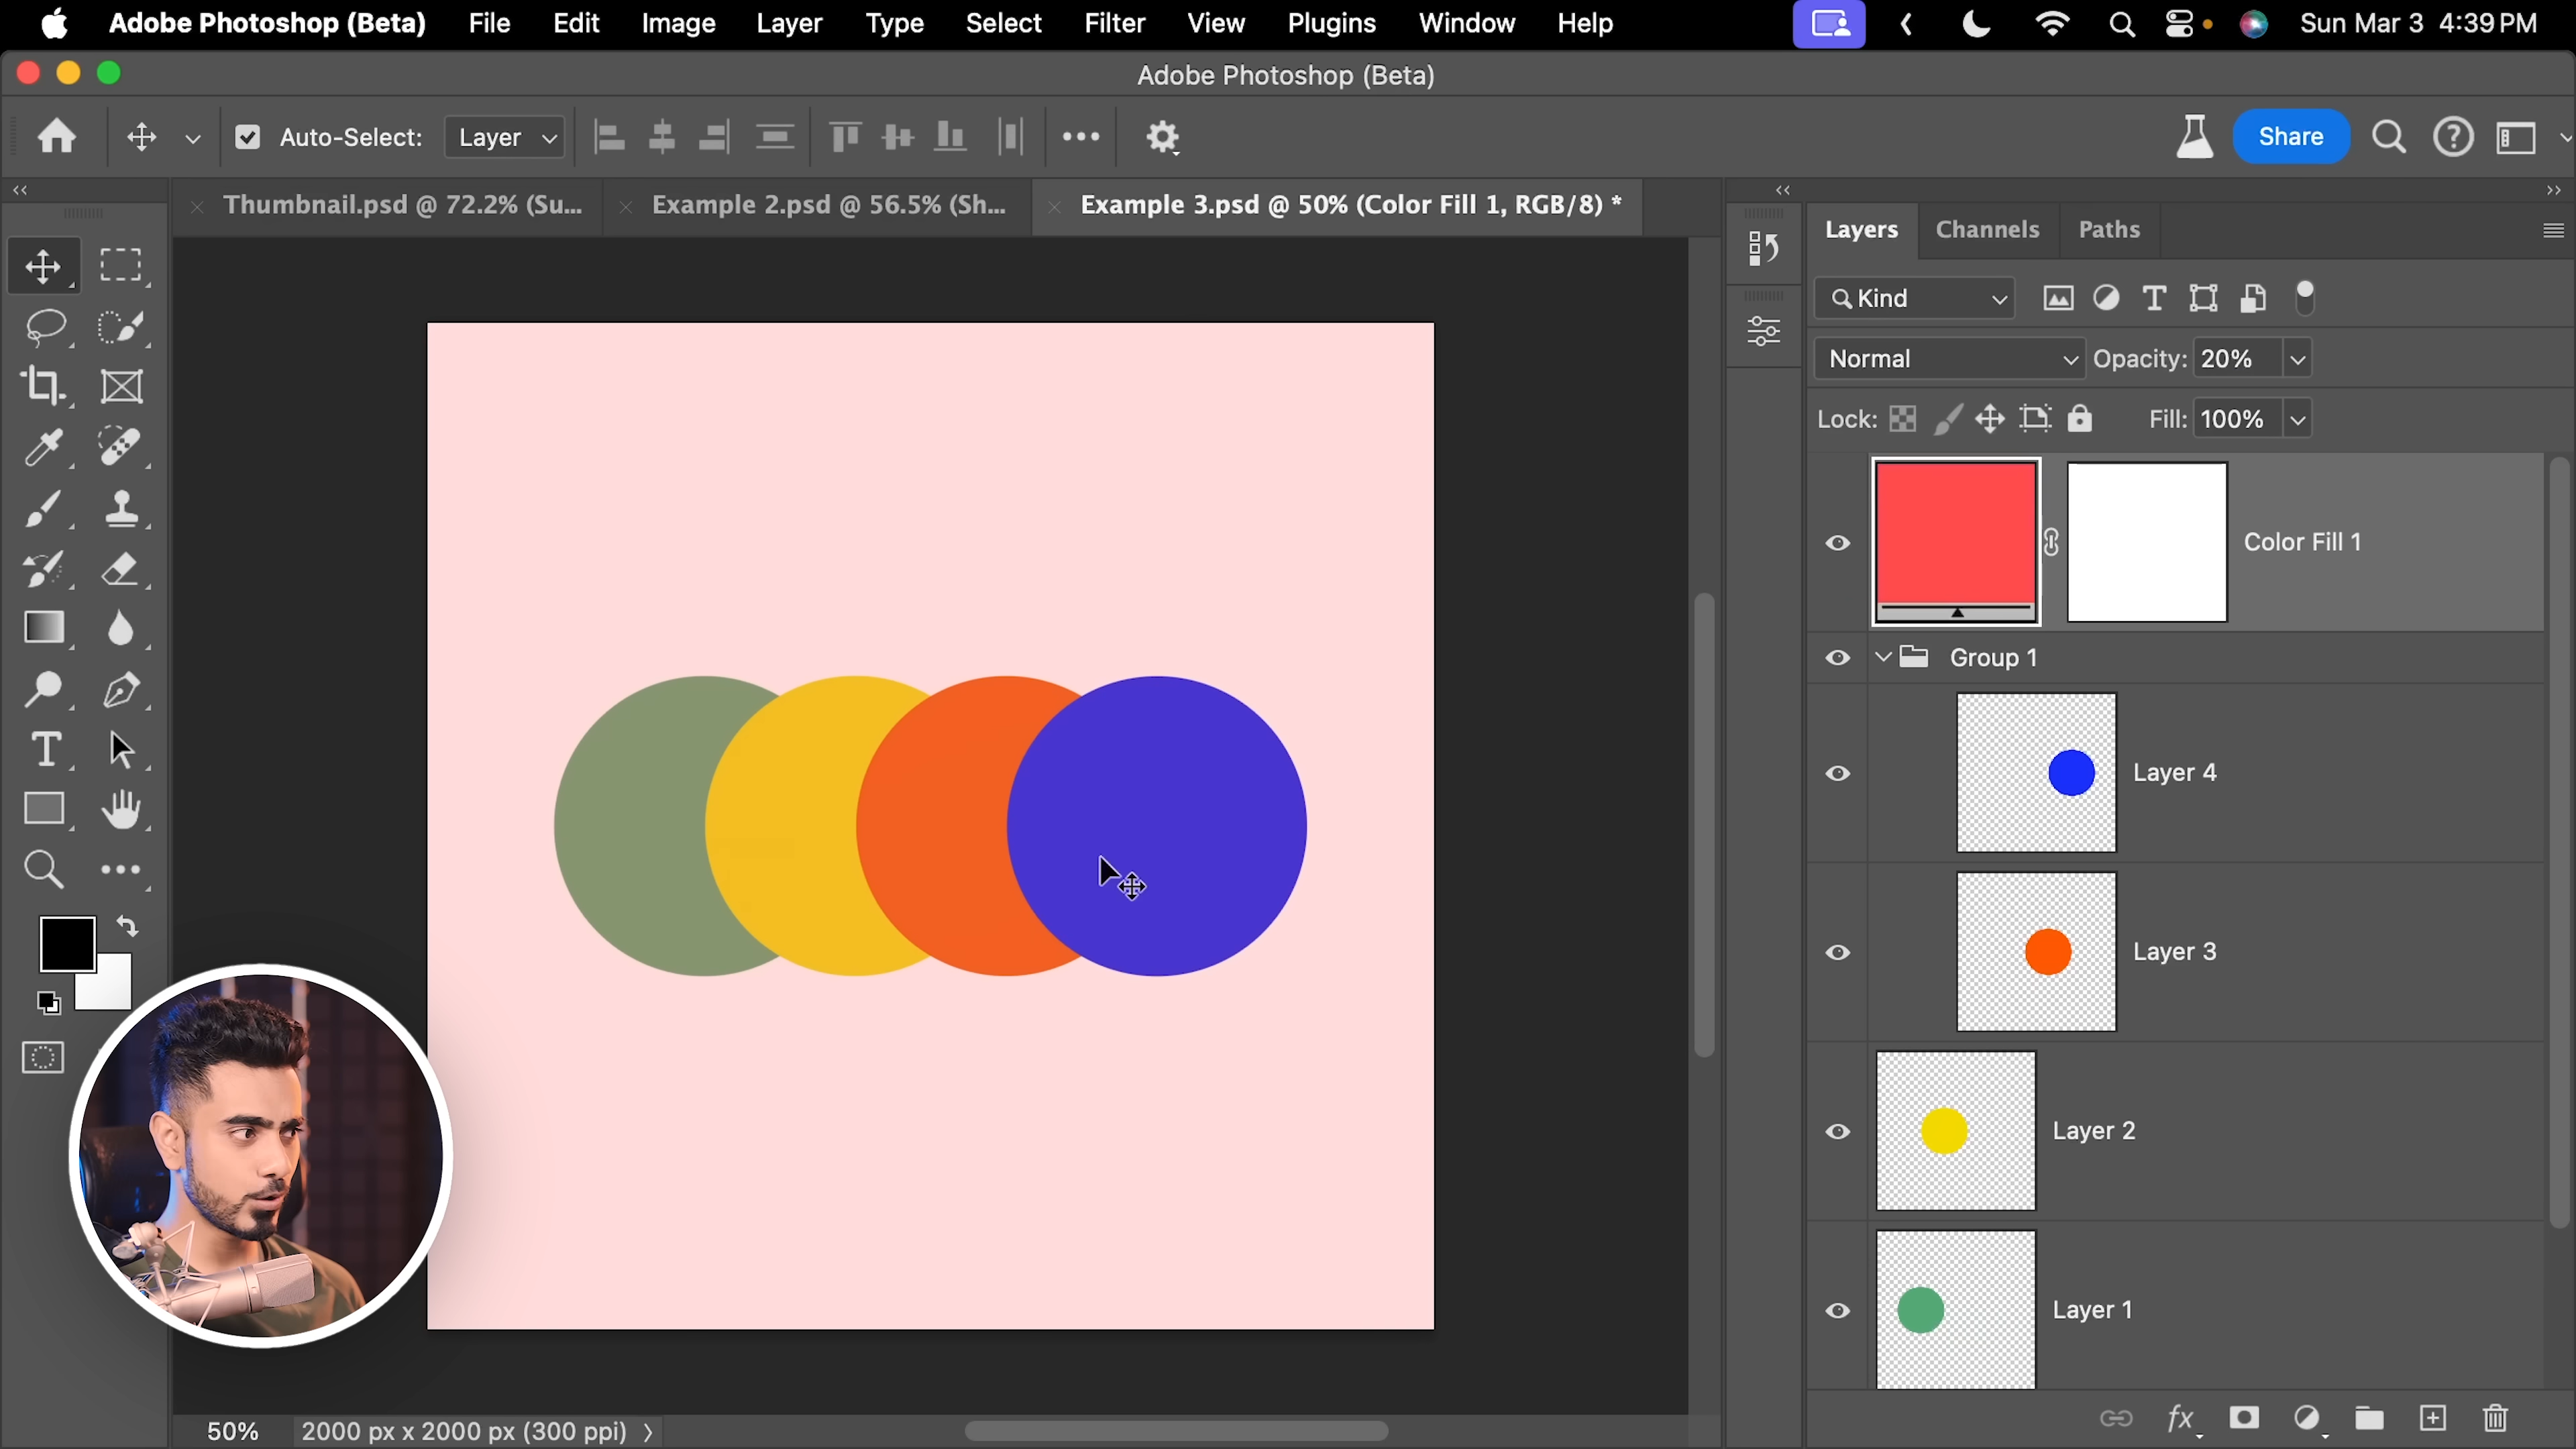 Adobe Photoshop (Beta) File Edit Image Layer Type Select Filter View Plugins Window Help Sun Mar 3 4:39 PM
Adobe Photoshop (Beta)
Auto-Select: Layer Share
Thumbnail.psd @ 72.2% (Su... Example 2.psd @ 56.5% (Sh... Example 3.psd @ 50% (Color Fill 1, RGB/8) *
Layers Channels Paths
Kind
Normal Opacity: 20%
Lock: Fill: 100%
Color Fill 1
Group 1
Layer 4
Layer 3
Layer 2
Layer 1
fx
50% 2000 px x 2000 px (300 ppi)